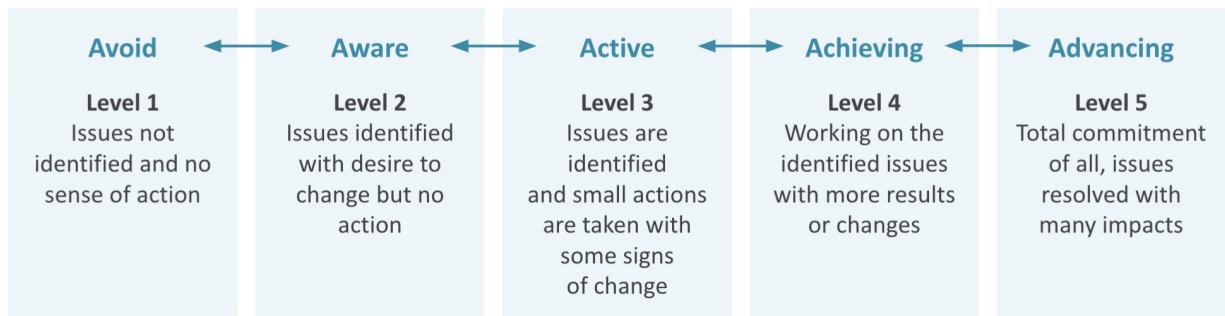 Avoid
Level 1
Issues not
identified and no
sense of action
Aware
Level 2
Issues identified
with desire to
change but no
action
Active
Level 3
Issues are
identified
and small actions
are taken with
some signs
of change
Achieving
Level 4
Working on the
identified issues
with more results
or changes
Advancing
Level 5
Total commitment
of all, issues
resolved with
many impacts